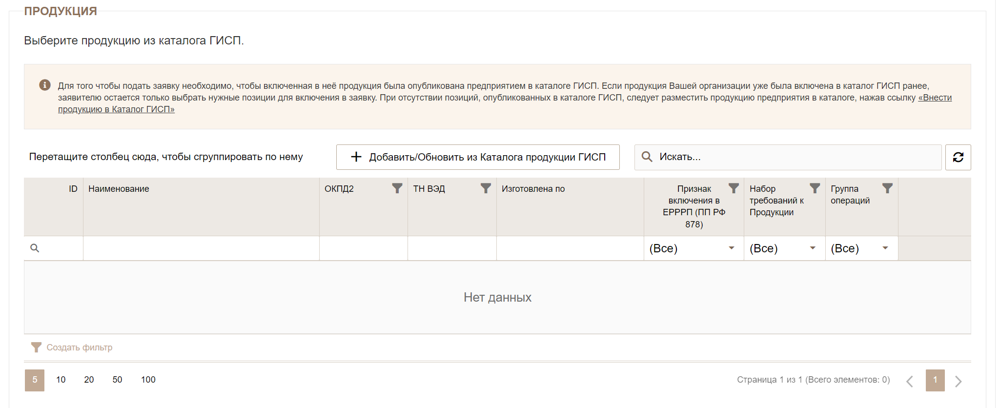 ПРОДУКЦИЯ
Выберите продукцию из каталога ГИСП.
Для того чтобы подать заявку необходимо, чтобы включенная в неё продукция была опубликована предприятием в каталоге ГИСП. Если продукция Вашей организации уже была включена в каталог ГИСП ранее,
заявителю остается только выбрать нужные позиции для включения в заявку. При отсутствии позиций, опубликованных в каталоге ГИСП, следует разместить продукцию предприятия в каталоге, нажав ссылку «Внести
продукцию в Каталог ГИСП»
Перетащите столбец сюда, чтобы сгруппировать по нему
Добавить/Обновить из Каталога продукции ГИСП
Искать...
ID
Наименование
ОКПД2
ТН ВЭД
Изготовлена по
Признак
включения в
ЕРРРП (ПП РФ
878)
Набор
требований к
Продукции
Группа
операций
(Все)
(Все)
(Все)
Нет данных
Создать фильтр
5 10 20 50 100
Страница 1 из 1 (Всего элементов: 0)
1